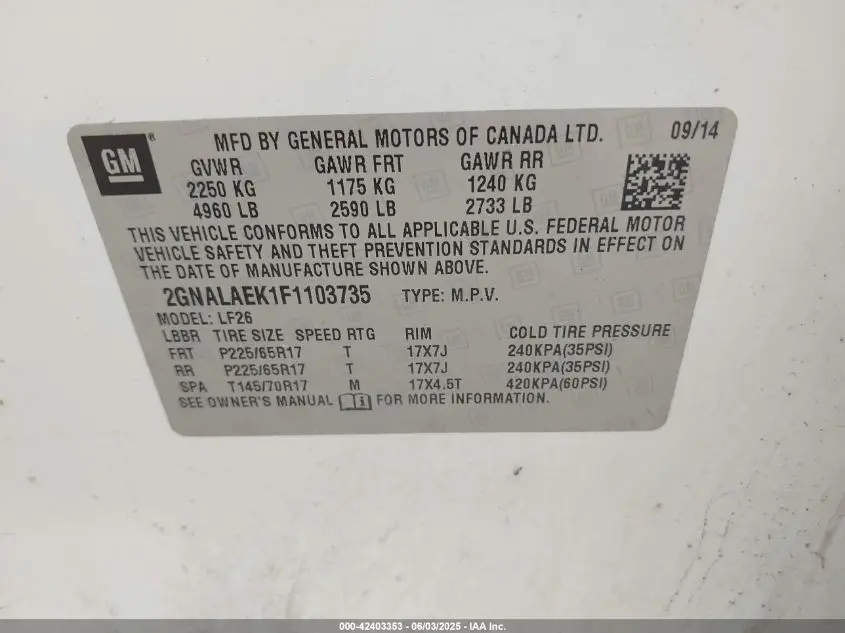 GM ®
MFD BY GENERAL MOTORS OF CANADA LTD. 09/14
GVWR GAWR FRT GAWR RR
2250 KG 1175 KG 1240 KG
4960 LB 2590 LB 2733 LB
THIS VEHICLE CONFORMS TO ALL APPLICABLE U.S. FEDERAL MOTOR
VEHICLE SAFETY AND THEFT PREVENTION STANDARDS IN EFFECT ON
THE DATE OF MANUFACTURE SHOWN ABOVE.
2GNALAEK1F1103735 TYPE: M.P.V.
MODEL: LF26
LBBR TIRE SIZE SPEED RTG RIM COLD TIRE PRESSURE
FRT P225/65R17 T 17X7J 240KPA(35PSI)
RR P225/65R17 T 17X7J 240KPA(35PSI)
SPA T145/70R17 M 17X4.5T 420KPA(60PSI)
SEE OWNER'S MANUAL FOR MORE INFORMATION.
000-42403353 - 06/03/2025 - IAA Inc.